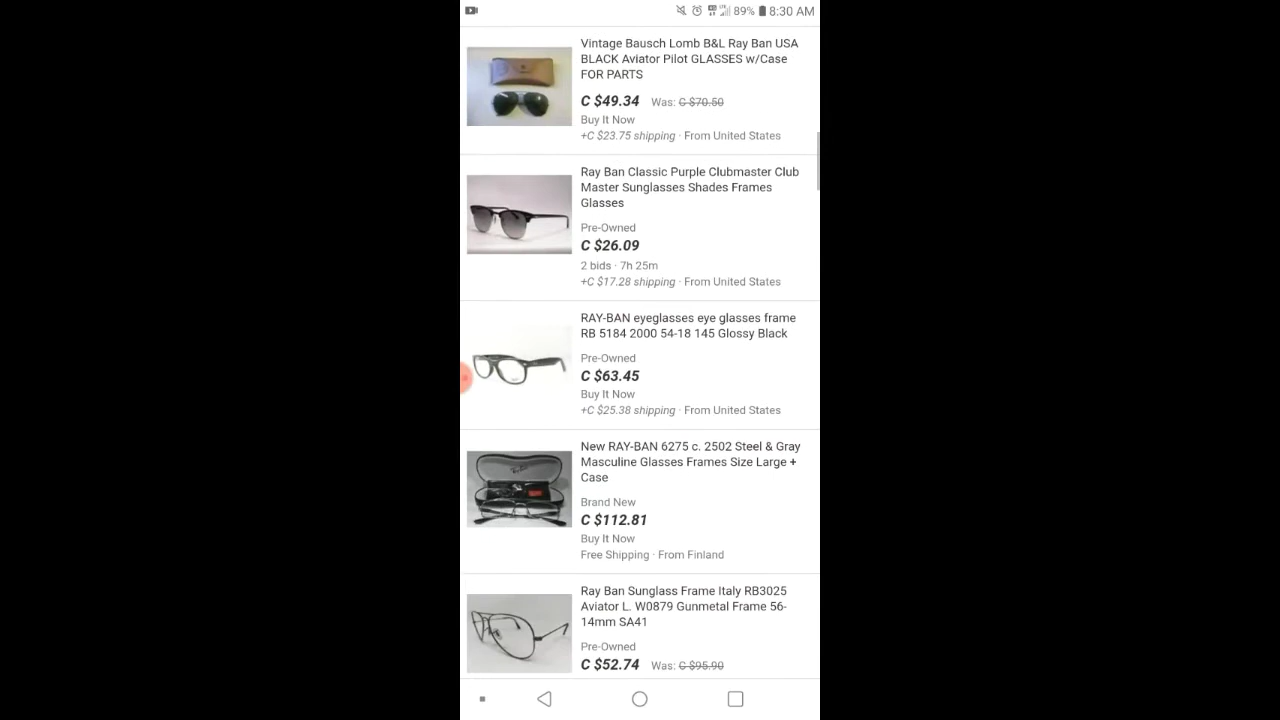 89% 8:30 AM
Vintage Bausch Lomb B&L Ray Ban USA
BLACK Aviator Pilot GLASSES w/Case
FOR PARTS
C $49.34 Was: C $70.50
Buy It Now
+C $23.75 shipping · From United States
Ray Ban Classic Purple Clubmaster Club
Master Sunglasses Shades Frames
Glasses
Pre-Owned
C $26.09
2 bids · 7h 25m
+C $17.28 shipping · From United States
RAY-BAN eyeglasses eye glasses frame
RB 5184 2000 54-18 145 Glossy Black
Pre-Owned
C $63.45
Buy It Now
+C $25.38 shipping · From United States
New RAY-BAN 6275 c. 2502 Steel & Gray
Masculine Glasses Frames Size Large +
Case
Brand New
C $112.81
Buy It Now
Free Shipping · From Finland
Ray Ban Sunglass Frame Italy RB3025
Aviator L. W0879 Gunmetal Frame 56-
14mm SA41
Pre-Owned
C $52.74 Was: C $95.90